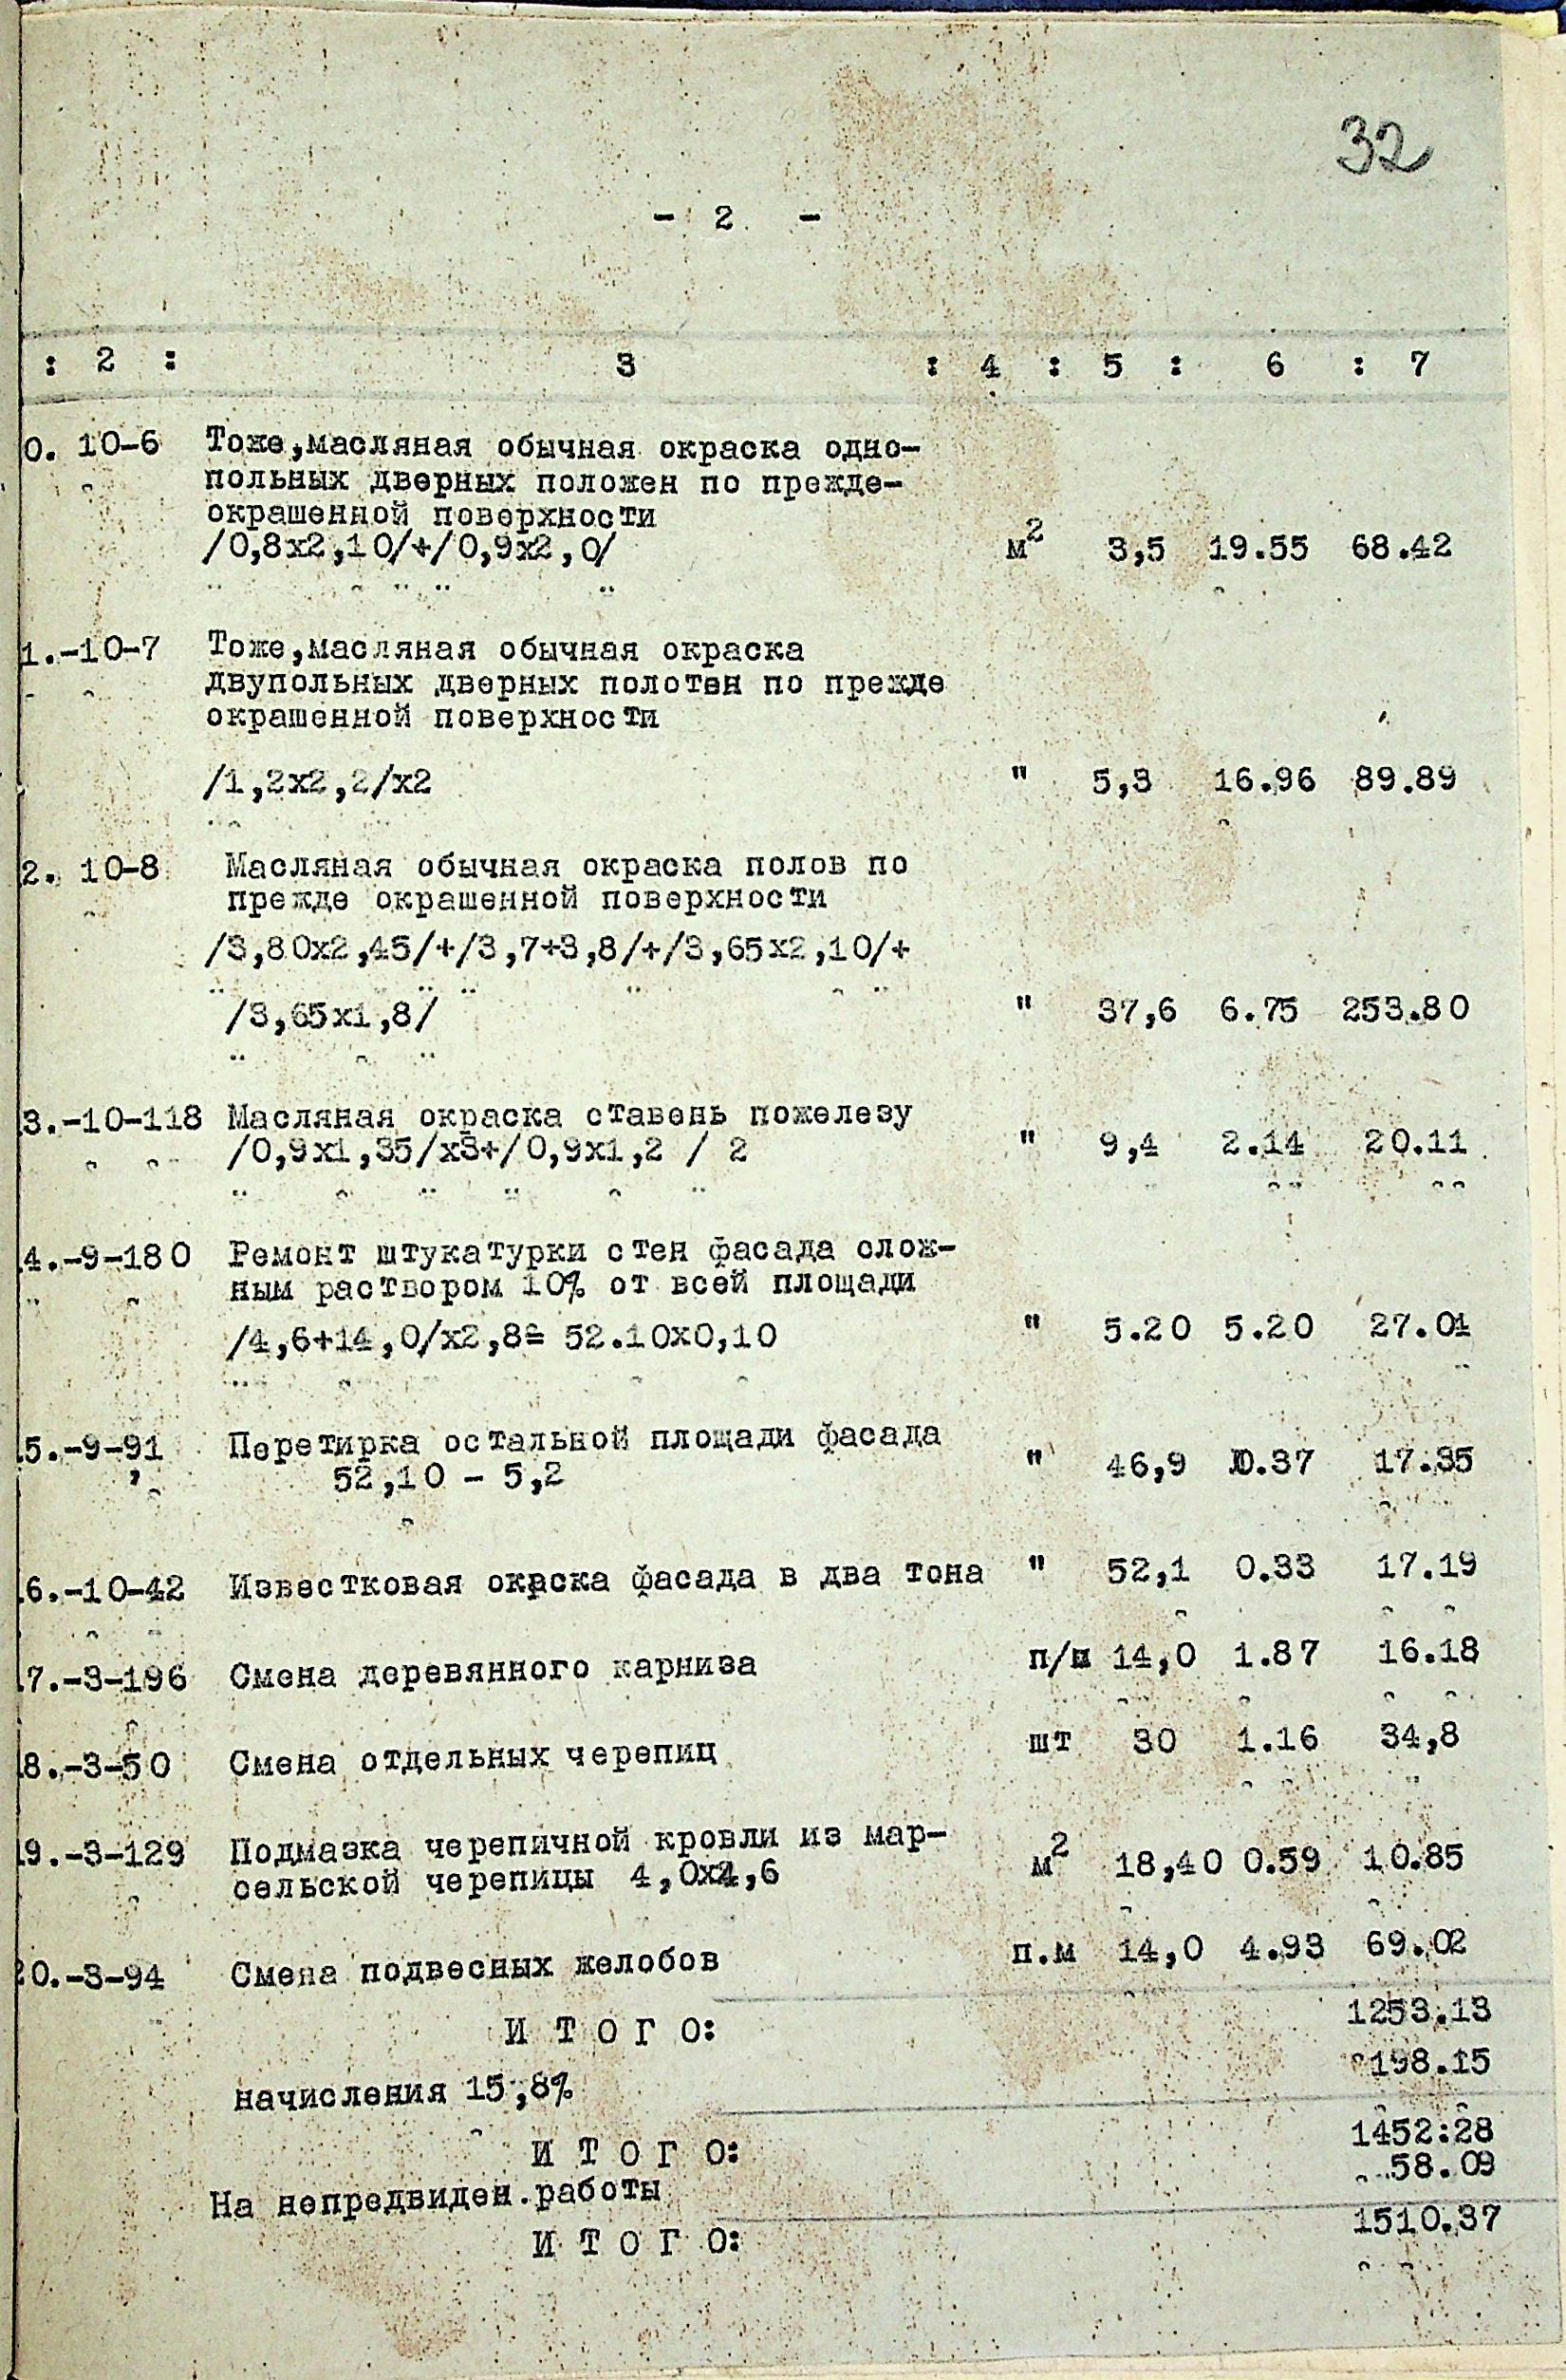 32
- 2 -
: 2 : 3 : 4 : 5 : 6 : 7
0. 10-6 Тоже,масляная обычная окраска одно-
польных дверных положен по прежде-
окрашенной поверхности
/0,8х2,10/+/0,9х2,0/ м2 3,5 19.55 68.42
1.-10-7 Тоже,масляная обычная окраска
двупольных дверных полотен по прежде
окрашенной поверхности
/1,2х2,2/х2 " 5,3 16.96 89.89
2. 10-8 Масляная обычная окраска полов по
прежде окрашенной поверхности
/3,80х2,45/+/3,7+3,8/+/3,65х2,10/+
/3,65х1,8/ " 37,6 6.75 253.80
3.-10-118 Масляная окраска ставень пожелезу
/0,9х1,35/х3+/0,9х1,2 / 2 " 9,4 2.14 20.11
4.-9-180 Ремонт штукатурки стен фасада слож-
ным раствором 10% от всей площади
/4,6+14,0/х2,8= 52.10х0,10 " 5.20 5.20 27.04
.5.-9-91 Перетирка остальной площади фасада
52,10 - 5,2 " 46,9 0.37 17.35
.6.-10-42 Известковая окраска фасада в два тона " 52,1 0.33 17.19
.7.-3-196 Смена деревянного карниза п/м 14,0 1.87 16.18
8.-3-50 Смена отдельных черепиц шт 30 1.16 34,8
19.-3-129 Подмазка черепичной кровли из мар-
сельской черепицы 4,0х4,6 м2 18,40 0.59 10.85
20.-3-94 Смена подвесных желобов п.м 14,0 4.93 69.02
И Т О Г О: 1253.13
начисления 15,8% 198.15
И Т О Г О: 1452:28
На непредвиден.работы 58.09
И Т О Г О: 1510.37